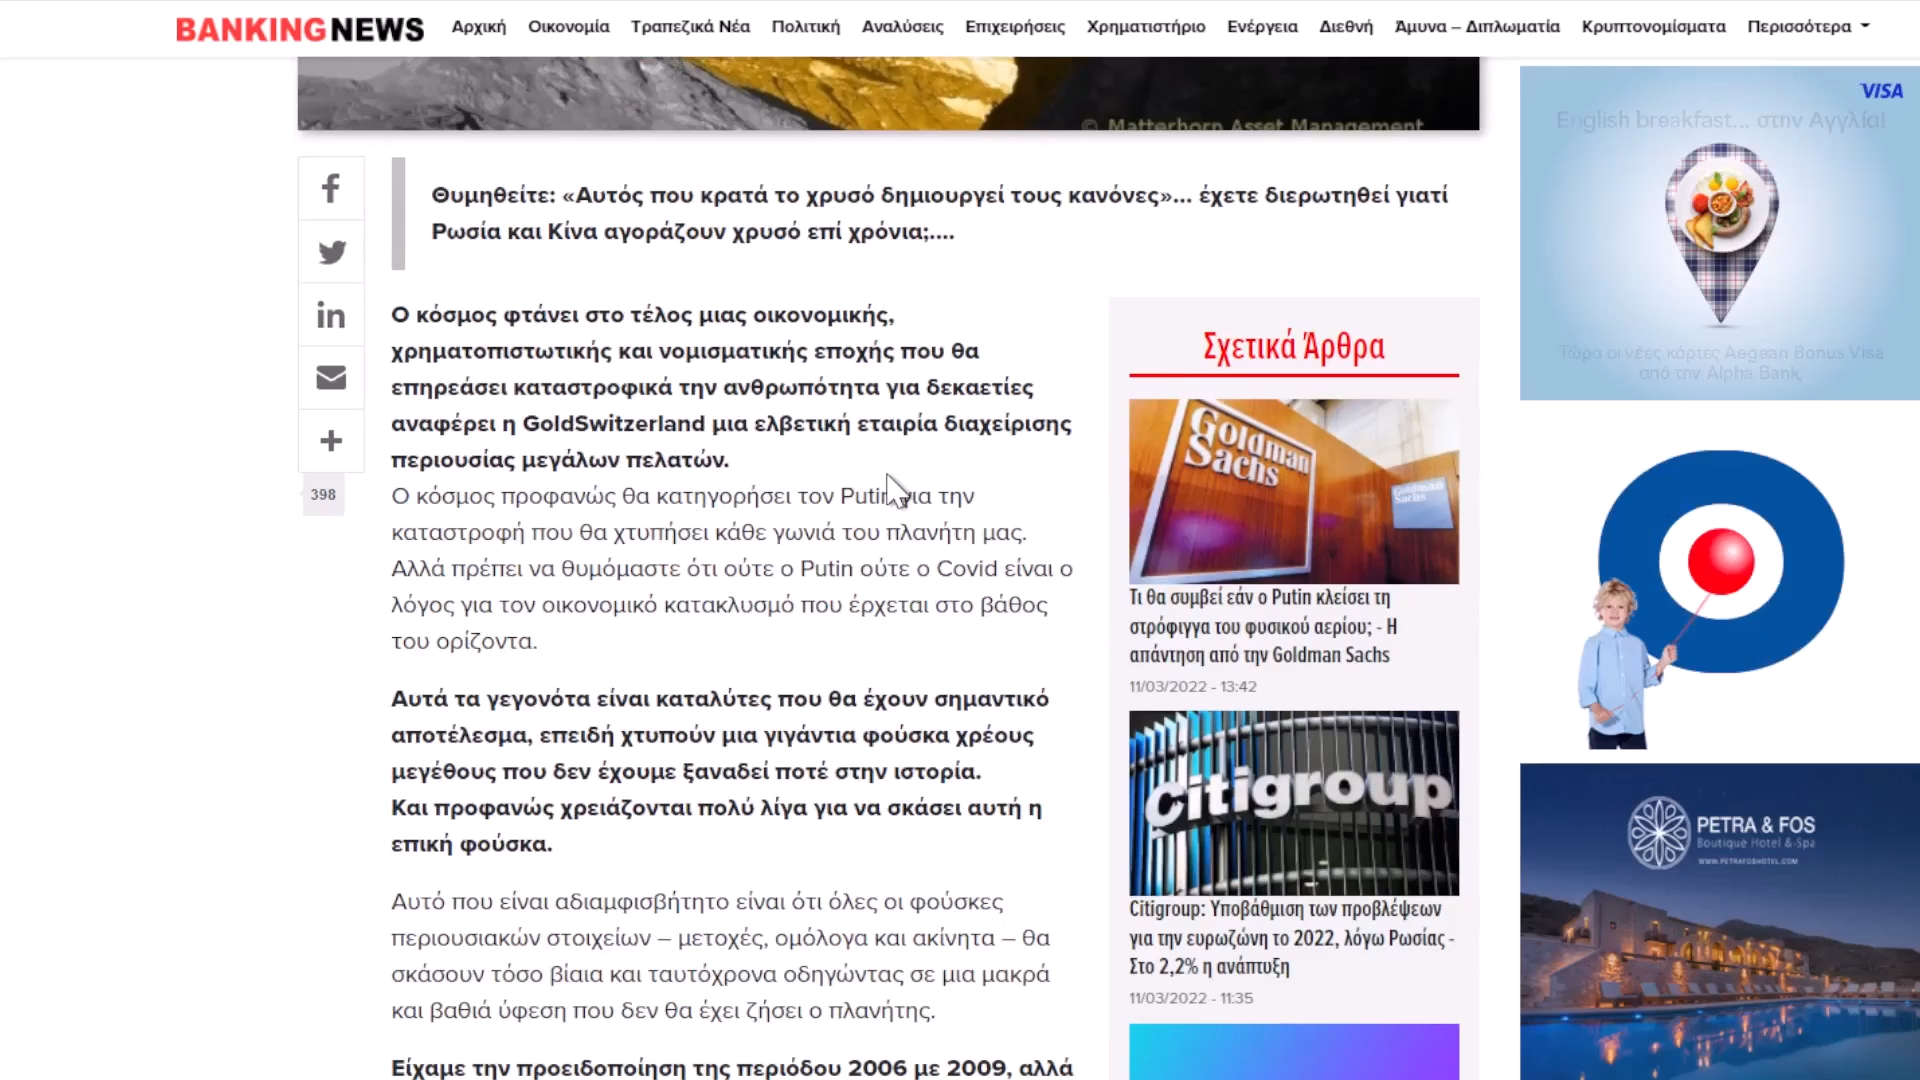 BANKINGNEWS
Αρχική Οικονομία Τραπεζικά Νέα Πολιτική Αναλύσεις Επιχειρήσεις Χρηματιστήριο Ενέργεια Διεθνή Άμυνα – Διπλωματία Κρυπτονομίσματα Περισσότερα
© Matterhorn Asset Management
Θυμηθείτε: «Αυτός που κρατά το χρυσό δημιουργεί τους κανόνες»... έχετε διερωτηθεί γιατί
Ρωσία και Κίνα αγοράζουν χρυσό επί χρόνια;....
398
Ο κόσμος φτάνει στο τέλος μιας οικονομικής,
χρηματοπιστωτικής και νομισματικής εποχής που θα
επηρεάσει καταστροφικά την ανθρωπότητα για δεκαετίες
αναφέρει η GoldSwitzerland μια ελβετική εταιρία διαχείρισης
περιουσίας μεγάλων πελατών.
Ο κόσμος προφανώς θα κατηγορήσει τον Putin για την
καταστροφή που θα χτυπήσει κάθε γωνιά του πλανήτη μας.
Αλλά πρέπει να θυμόμαστε ότι ούτε ο Putin ούτε ο Covid είναι ο
λόγος για τον οικονομικό κατακλυσμό που έρχεται στο βάθος
του ορίζοντα.
Αυτά τα γεγονότα είναι καταλύτες που θα έχουν σημαντικό
αποτέλεσμα, επειδή χτυπούν μια γιγάντια φούσκα χρέους
μεγέθους που δεν έχουμε ξαναδεί ποτέ στην ιστορία.
Και προφανώς χρειάζονται πολύ λίγα για να σκάσει αυτή η
επική φούσκα.
Αυτό που είναι αδιαμφισβήτητο είναι ότι όλες οι φούσκες
περιουσιακών στοιχείων – μετοχές, ομόλογα και ακίνητα – θα
σκάσουν τόσο βίαια και ταυτόχρονα οδηγώντας σε μια μακρά
και βαθιά ύφεση που δεν θα έχει ζήσει ο πλανήτης.
Είχαμε την προειδοποίηση της περιόδου 2006 με 2009, αλλά
Σχετικά Άρθρα
Goldman
Sachs
Goldman
Sachs
Τι θα συμβεί εάν ο Putin κλείσει τη
στρόφιγγα του φυσικού αερίου; - Η
απάντηση από την Goldman Sachs
11/03/2022 - 13:42
Citigroup
Citigroup: Υποβάθμιση των προβλέψεων
για την ευρωζώνη το 2022, λόγω Ρωσίας -
Στο 2,2% η ανάπτυξη
11/03/2022 - 11:35
VISA
English breakfast... στην Αγγλία!
Τώρα οι νέες κάρτες Aegean Bonus Visa
από την Alpha Bank,
PETRA & FOS
Boutique Hotel & Spa
WWW.PETRAFOSHOTEL.COM